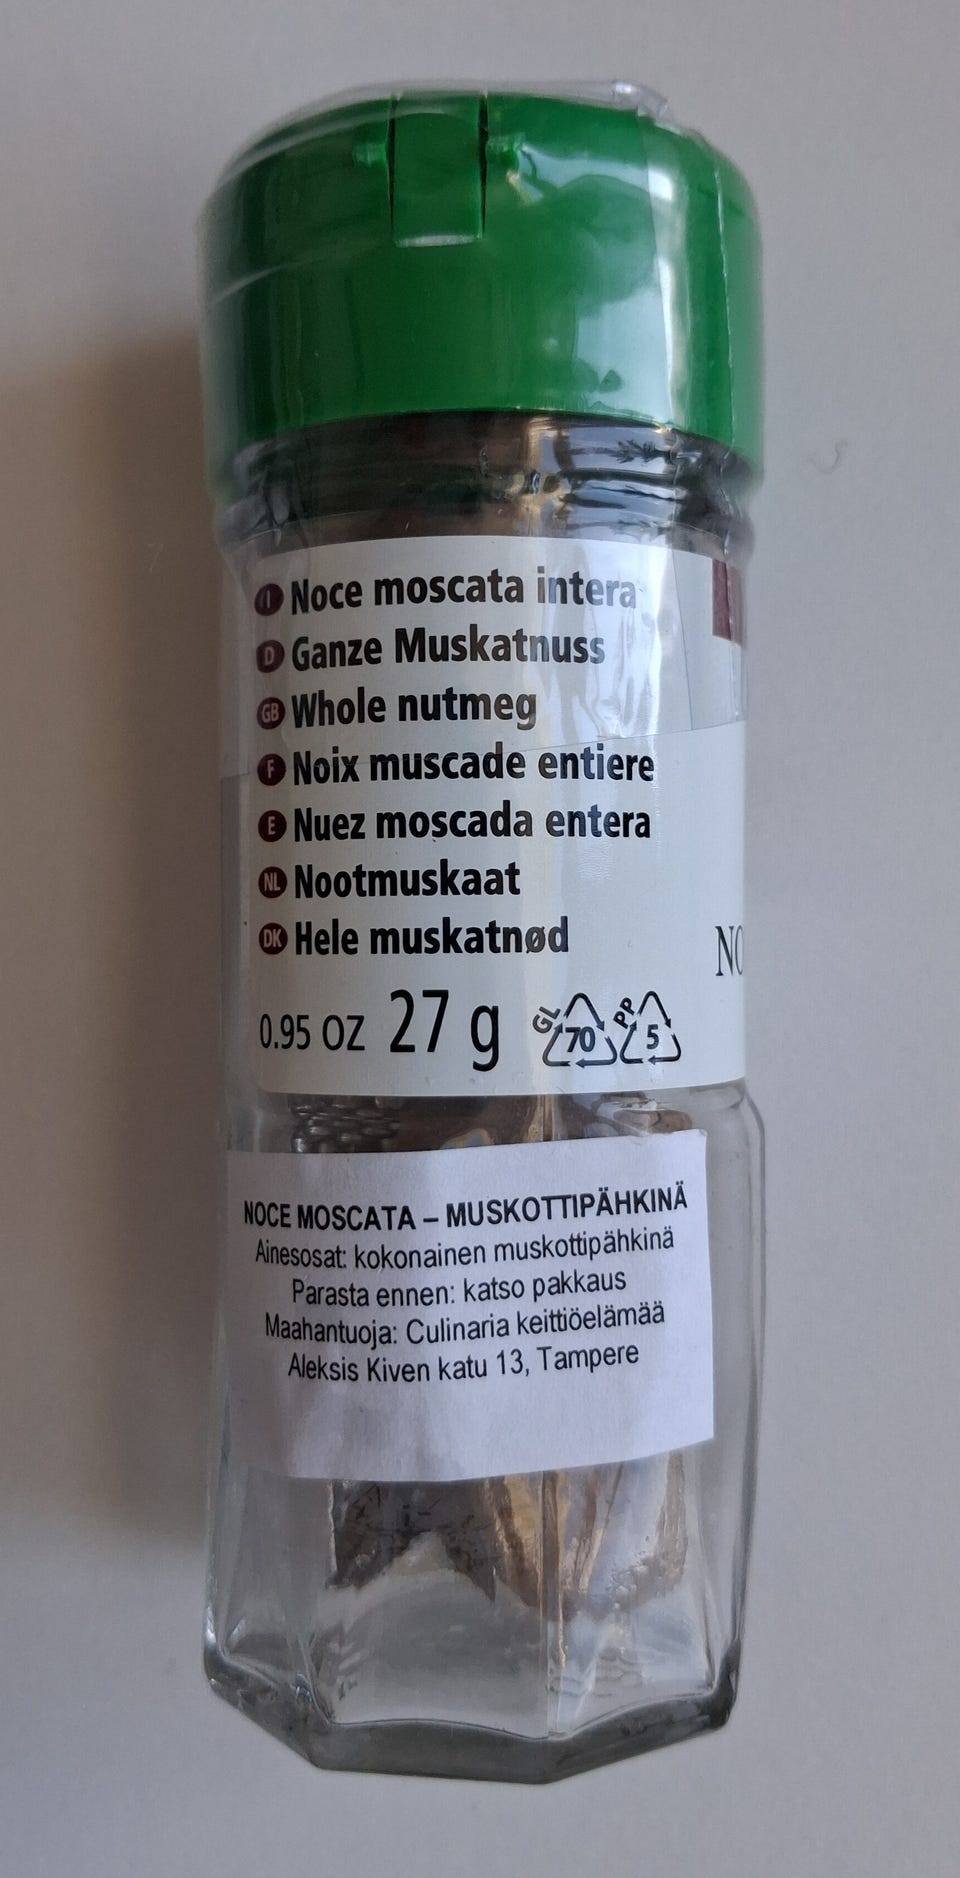 I Noce moscata intera
D Ganze Muskatnuss
GB Whole nutmeg
F Noix muscade entiere
E Nuez moscada entera
NL Nootmuskaat
DK Hele muskatnød
0.95 OZ 27 g GL 70 PP 5
NOCE MOSCATA – MUSKOTTIPÄHKINÄ
Ainesosat: kokonainen muskottipähkinä
Parasta ennen: katso pakkaus
Maahantuoja: Culinaria keittiöelämää
Aleksis Kiven katu 13, Tampere